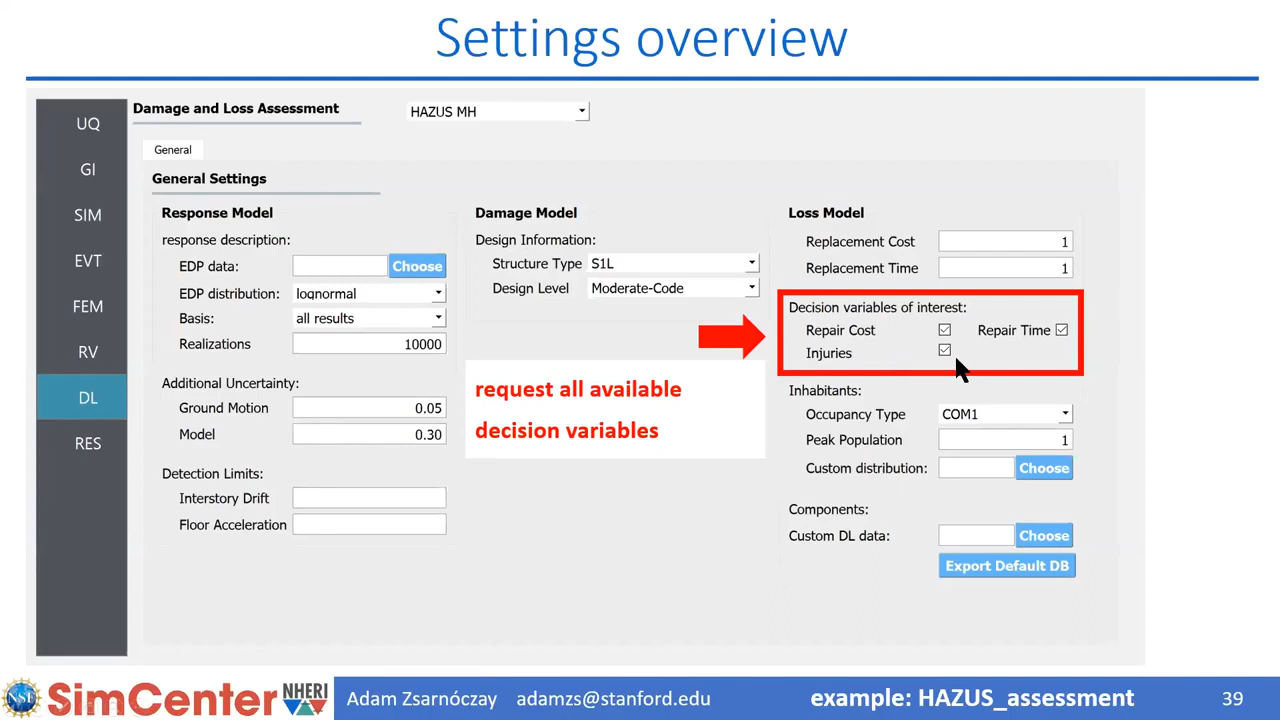 Settings overview
UQ
GI
SIM
EVT
FEM
RV
DL
RES
Damage and Loss Assessment
HAZUS MH
General
General Settings
Response Model
response description:
EDP data:
Choose
EDP distribution: lognormal
Basis: all results
Realizations 10000
Additional Uncertainty:
Ground Motion 0.05
Model 0.30
Detection Limits:
Interstory Drift
Floor Acceleration
Damage Model
Design Information:
Structure Type S1L
Design Level Moderate-Code
request all available
decision variables
Loss Model
Replacement Cost 1
Replacement Time 1
Decision variables of interest:
Repair Cost Repair Time
Injuries
Inhabitants:
Occupancy Type COM1
Peak Population 1
Custom distribution: Choose
Components:
Custom DL data: Choose
Export Default DB
NSF SimCenter NHERI Adam Zsarnóczay adamzs@stanford.edu example: HAZUS_assessment 39